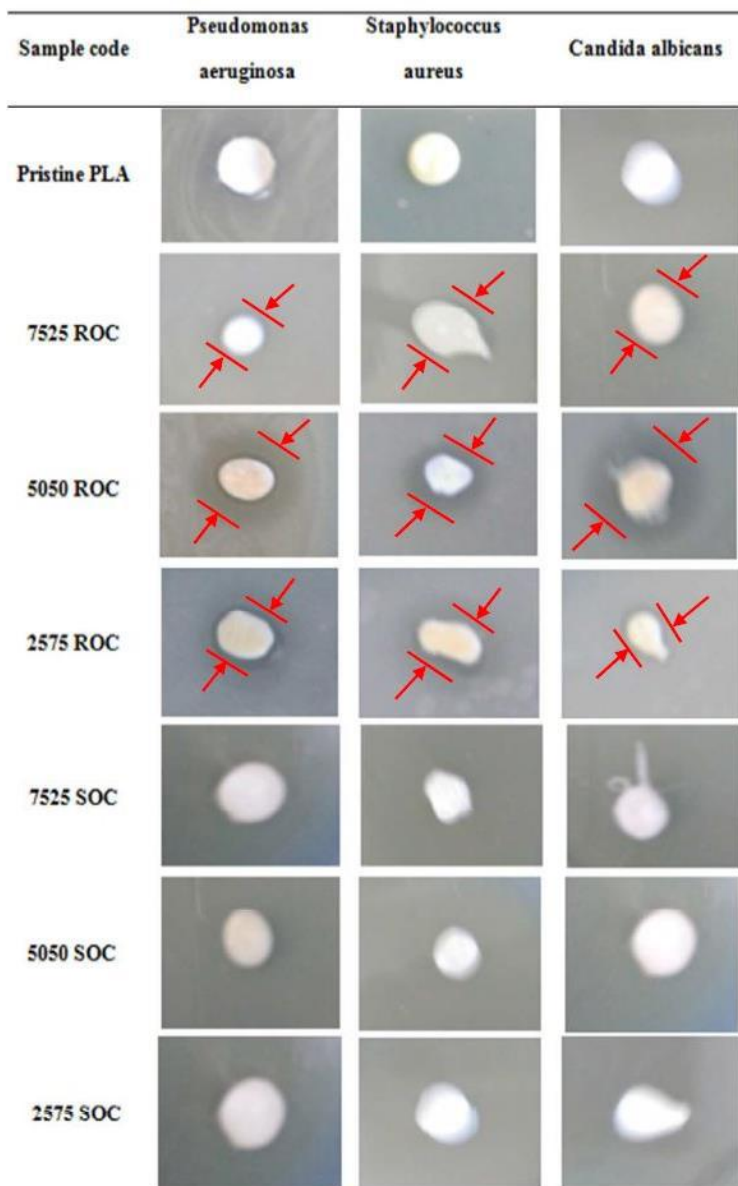 Sample code
Pseudomonas
aeruginosa
Staphylococcus
aureus
Candida albicans
Pristine PLA
7525 ROC
5050 ROC
2575 ROC
7525 SOC
5050 SOC
2575 SOC